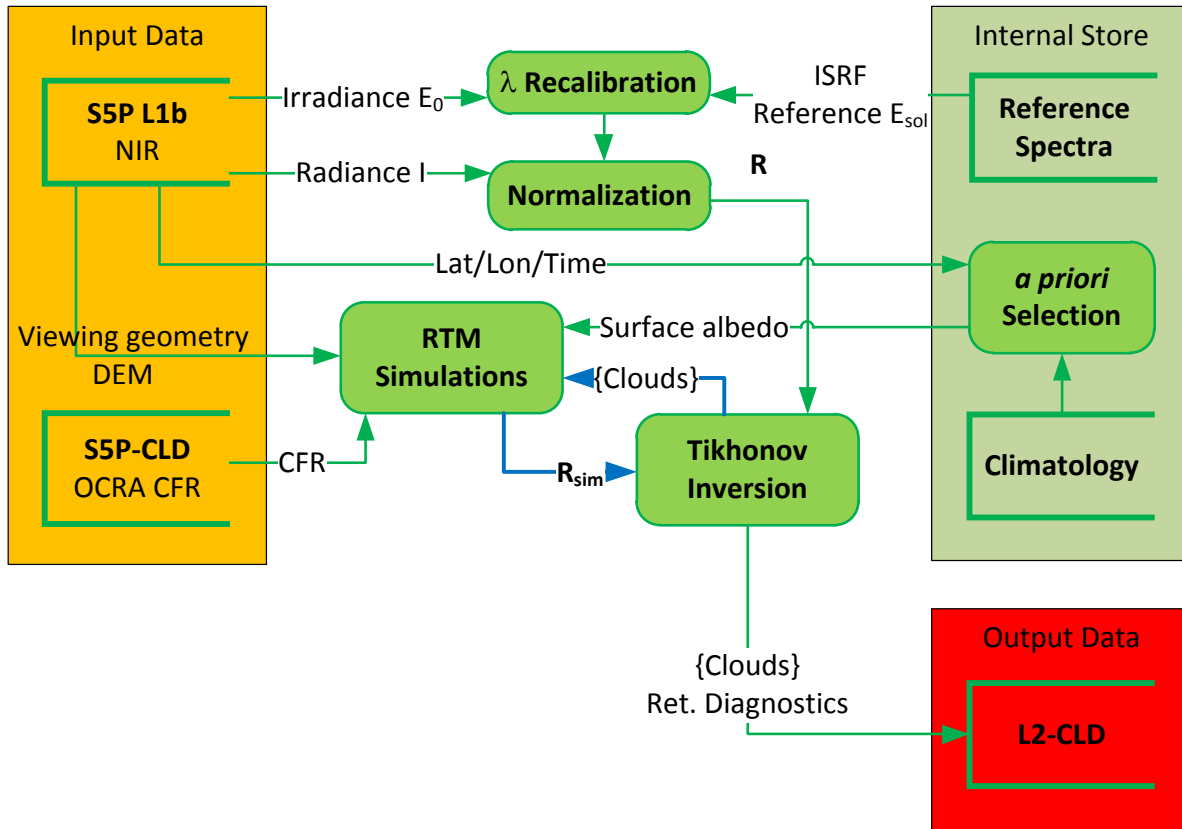 Input Data
S5P L1b
NIR
Irradiance E₀
λ Recalibration
ISRF
Reference Eₛₒₗ
Internal Store
Reference
Spectra
Radiance I
Normalization
R
Lat/Lon/Time
a priori
Selection
Viewing geometry
DEM
RTM
Simulations
Surface albedo
{Clouds}
S5P-CLD
OCRA CFR
CFR
Rsim
Tikhonov
Inversion
Climatology
{Clouds}
Ret. Diagnostics
Output Data
L2-CLD